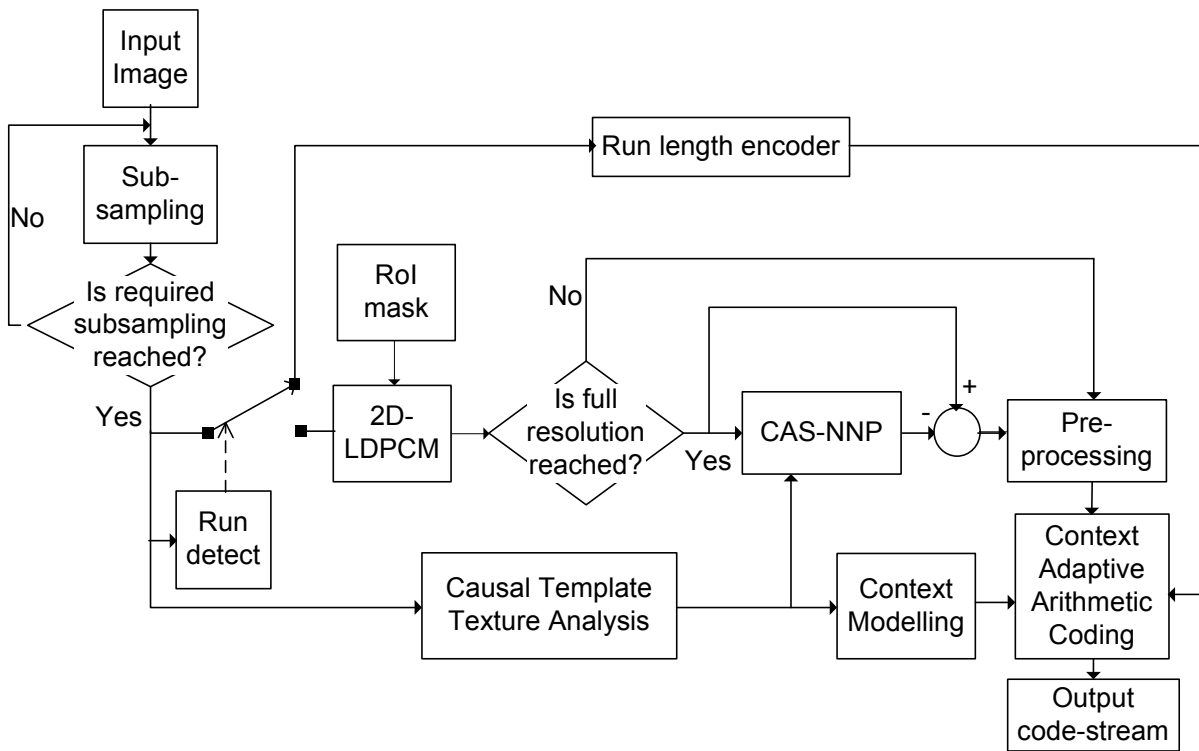 Input
Image
Run length encoder
Sub-
sampling
No
RoI
mask
No
Is required
subsampling
reached?
+
Yes
2D-
LDPCM
Is full
resolution
reached?
Yes
CAS-NNP
-
Pre-
processing
Run
detect
Causal Template
Texture Analysis
Context
Modelling
Context
Adaptive
Arithmetic
Coding
Output
code-stream